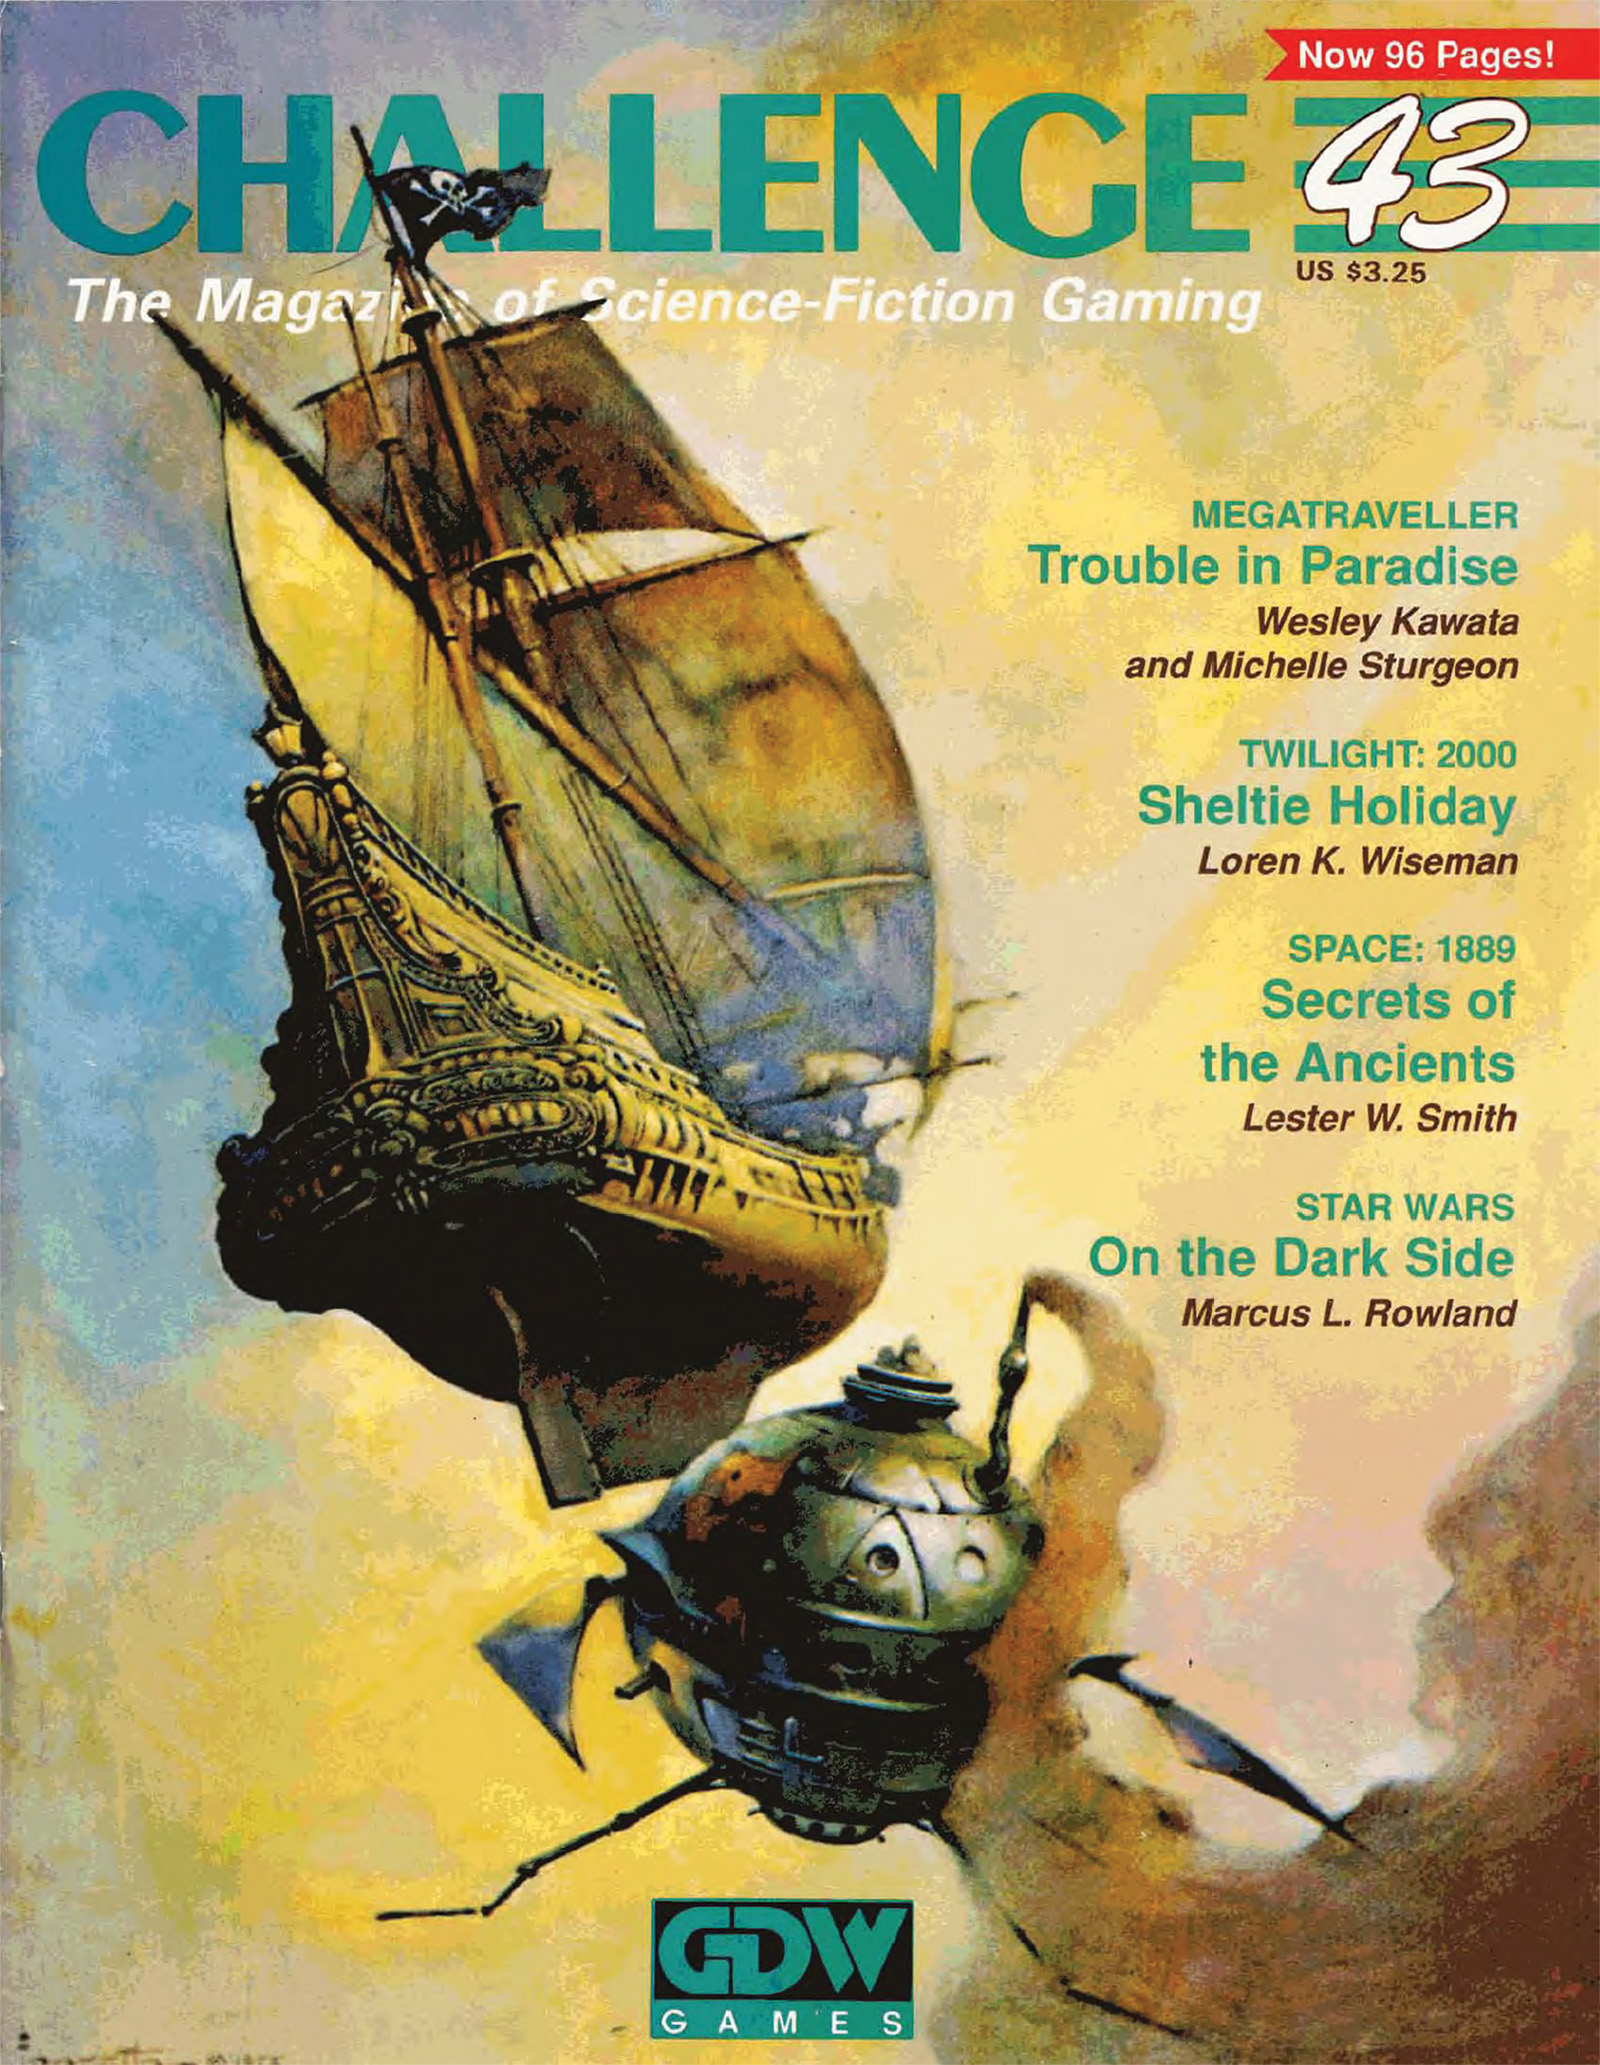 Now 96 Pages!
CHALLENGE
43
The Magazine of Science-Fiction Gaming
US $3.25
MEGATRAVELLER
Trouble in Paradise
Wesley Kawata
and Michelle Sturgeon
TWILIGHT: 2000
Sheltie Holiday
Loren K. Wiseman
SPACE: 1889
Secrets of
the Ancients
Lester W. Smith
STAR WARS
On the Dark Side
Marcus L. Rowland
GDW
GAMES